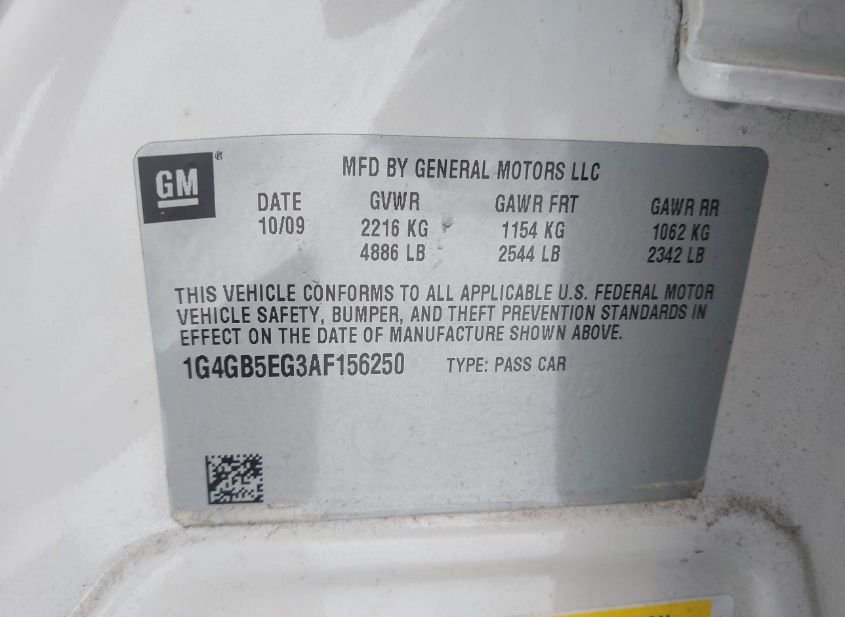 GM
MFD BY GENERAL MOTORS LLC
DATE GVWR GAWR FRT GAWR RR
10/09 2216 KG 1154 KG 1062 KG
4886 LB 2544 LB 2342 LB
THIS VEHICLE CONFORMS TO ALL APPLICABLE U.S. FEDERAL MOTOR
VEHICLE SAFETY, BUMPER, AND THEFT PREVENTION STANDARDS IN
EFFECT ON THE DATE OF MANUFACTURE SHOWN ABOVE.
1G4GB5EG3AF156250 TYPE: PASS CAR